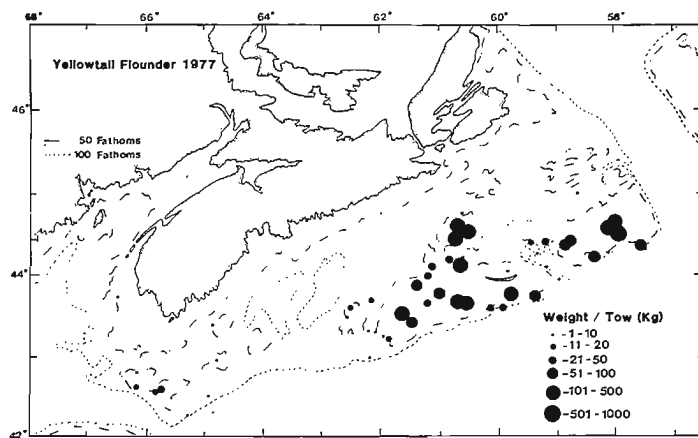 68° 66° 64° 62° 60° 58°
Yellowtail Flounder 1977
46°
50 Fathoms
100 Fathoms
44°
Weight / Tow (Kg)
-1-10
-11-20
-21-50
-51-100
-101-500
-501-1000
42°